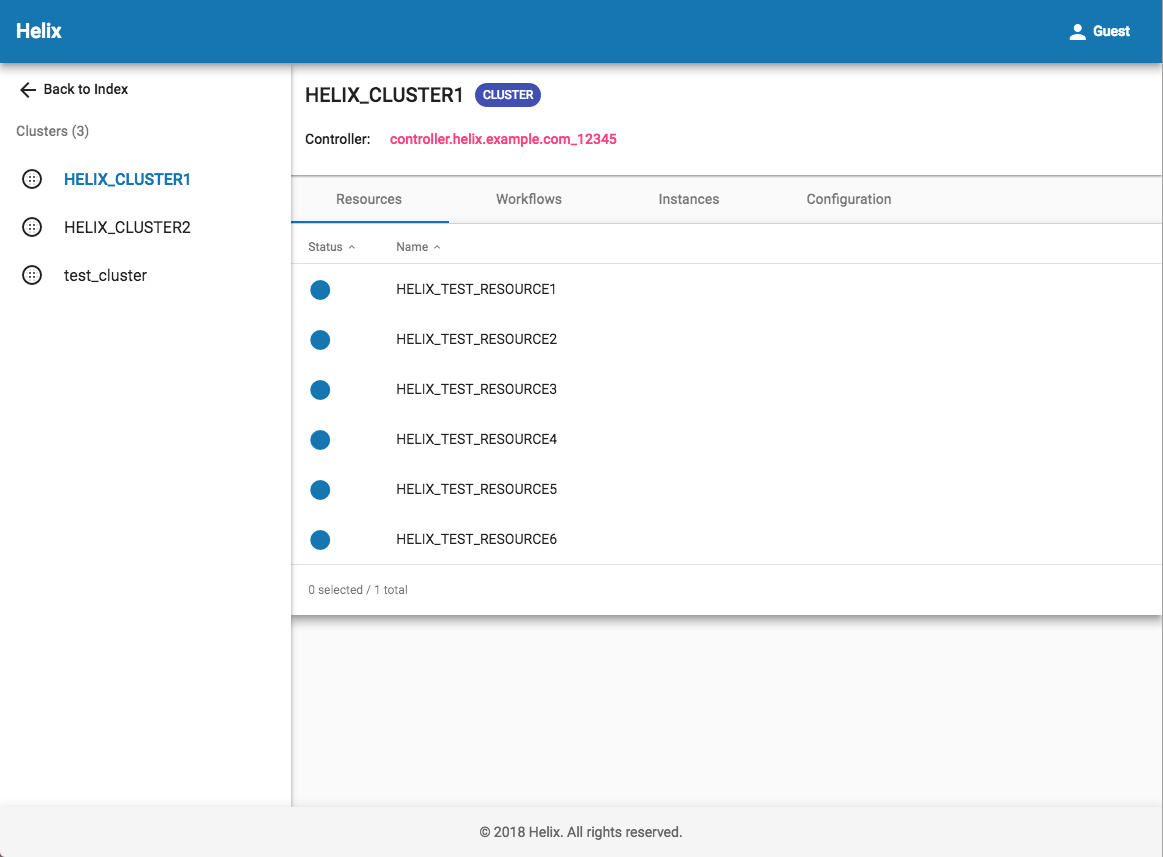 Helix
Guest
Back to Index
Clusters (3)
HELIX_CLUSTER1
HELIX_CLUSTER2
test_cluster
HELIX_CLUSTER1 CLUSTER
Controller: controller.helix.example.com_12345
Resources Workflows Instances Configuration
Status Name
HELIX_TEST_RESOURCE1
HELIX_TEST_RESOURCE2
HELIX_TEST_RESOURCE3
HELIX_TEST_RESOURCE4
HELIX_TEST_RESOURCE5
HELIX_TEST_RESOURCE6
0 selected / 1 total
© 2018 Helix. All rights reserved.